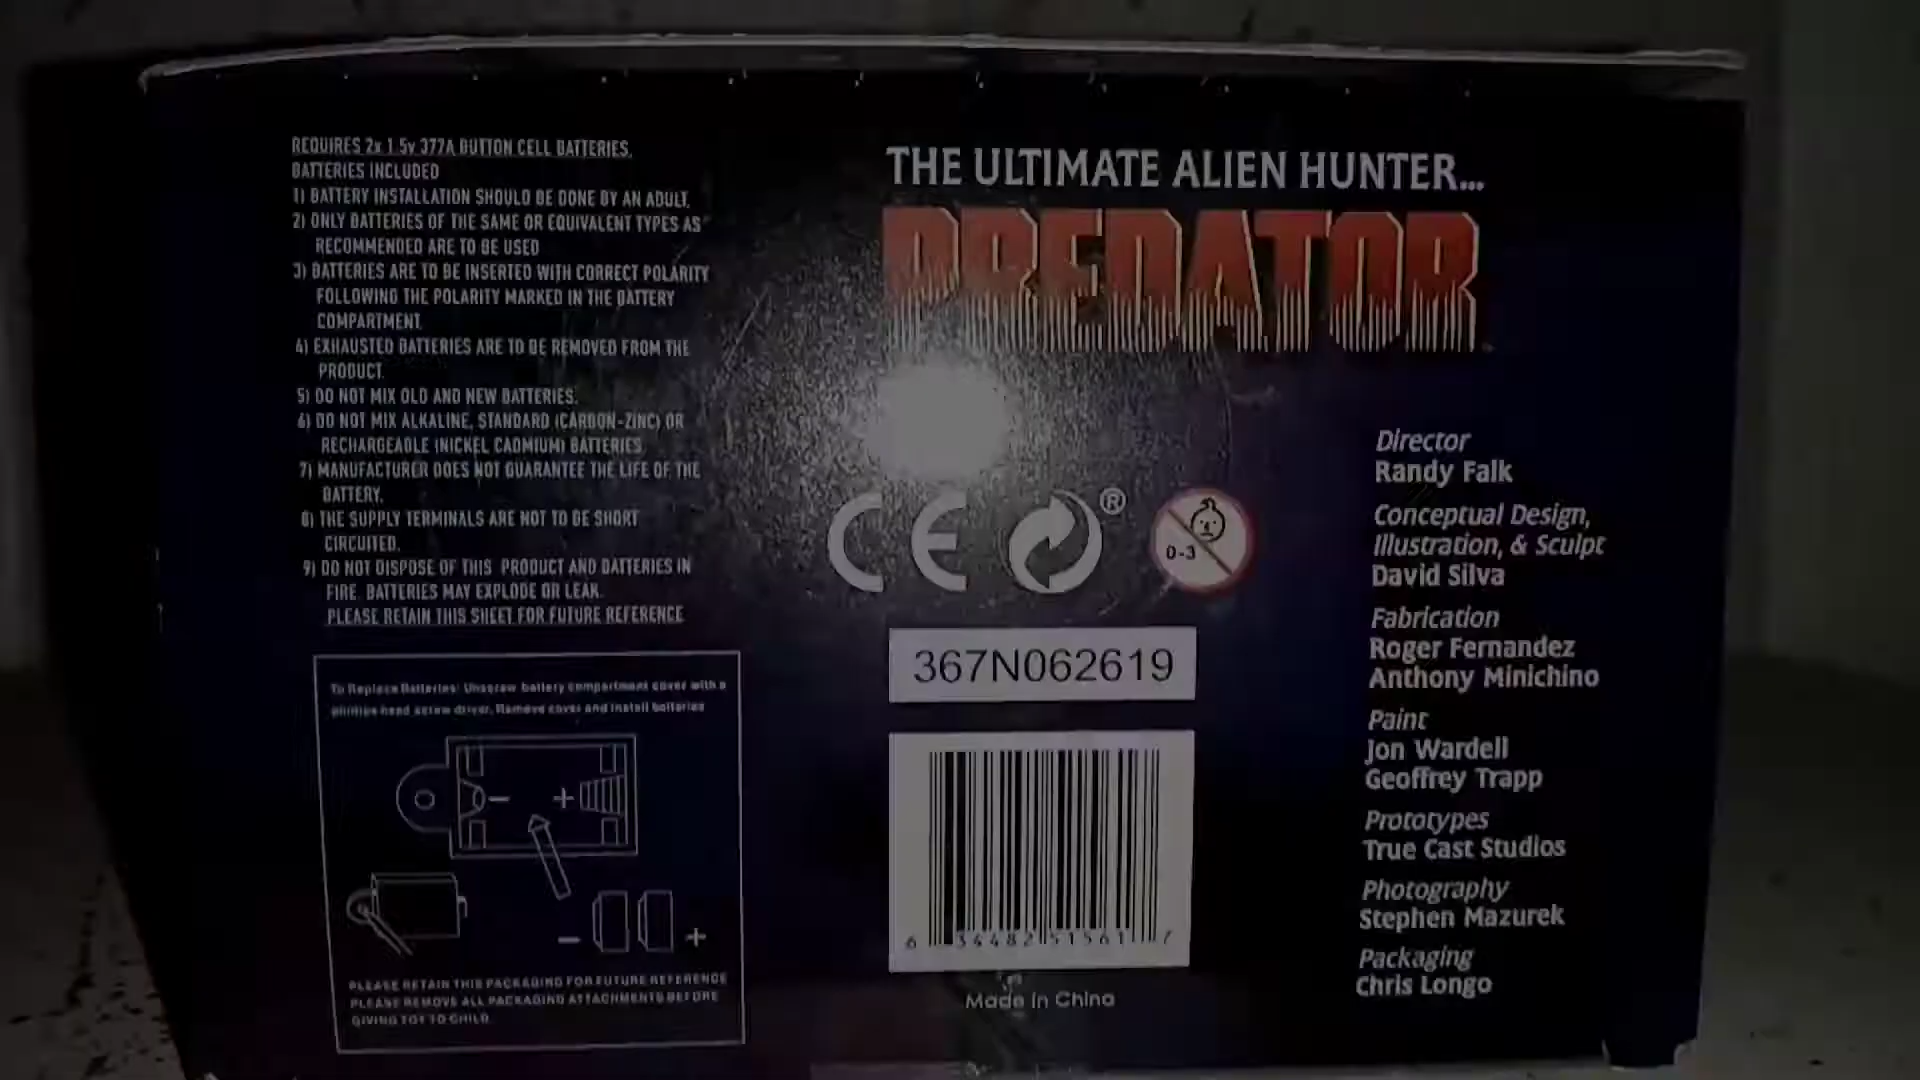 REQUIRES 2x 1.5v 377A BUTTON CELL BATTERIES.
BATTERIES INCLUDED
1) BATTERY INSTALLATION SHOULD BE DONE BY AN ADULT.
2) ONLY BATTERIES OF THE SAME OR EQUIVALENT TYPES AS
RECOMMENDED ARE TO BE USED
3) BATTERIES ARE TO BE INSERTED WITH CORRECT POLARITY
FOLLOWING THE POLARITY MARKED IN THE BATTERY
COMPARTMENT.
4) EXHAUSTED BATTERIES ARE TO BE REMOVED FROM THE
PRODUCT.
5) DO NOT MIX OLD AND NEW BATTERIES.
6) DO NOT MIX ALKALINE, STANDARD (CARBON-ZINC) OR
RECHARGEABLE (NICKEL CADMIUM) BATTERIES
7) MANUFACTURER DOES NOT GUARANTEE THE LIFE OF THE
BATTERY.
8) THE SUPPLY TERMINALS ARE NOT TO BE SHORT
CIRCUITED.
9) DO NOT DISPOSE OF THIS PRODUCT AND BATTERIES IN
FIRE. BATTERIES MAY EXPLODE OR LEAK.
PLEASE RETAIN THIS SHEET FOR FUTURE REFERENCE
To Replace Batteries: Unscrew battery compartment cover with a
phillips head screw driver. Remove cover and install batteries
- +
- +
PLEASE RETAIN THIS PACKAGING FOR FUTURE REFERENCE
PLEASE REMOVE ALL PACKAGING ATTACHMENTS BEFORE
GIVING TOY TO CHILD.
THE ULTIMATE ALIEN HUNTER...
PREDATOR
CE ®
0-3
367N062619
6 34482 51561 7
Made in China
Director
Randy Falk
Conceptual Design,
Illustration, & Sculpt
David Silva
Fabrication
Roger Fernandez
Anthony Minichino
Paint
Jon Wardell
Geoffrey Trapp
Prototypes
True Cast Studios
Photography
Stephen Mazurek
Packaging
Chris Longo